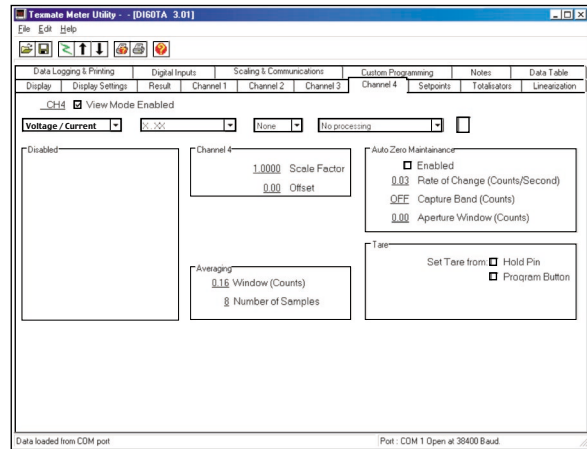 Texmate Meter Utility - - [DI60TA 3.01]
File Edit Help
Data Logging & Printing Digital Inputs Scaling & Communications Custom Programming Notes Data Table
Display Display Settings Result Channel 1 Channel 2 Channel 3 Channel 4 Setpoints Totalisators Linearization
CH4 View Mode Enabled
Voltage / Current X.XX None No processing
Disabled
Channel 4
1.0000 Scale Factor
0.00 Offset
Auto Zero Maintainance
Enabled
0.03 Rate of Change (Counts/Second)
OFF Capture Band (Counts)
0.00 Aperture Window (Counts)
Averaging
0.16 Window (Counts)
8 Number of Samples
Tare
Set Tare from: Hold Pin
Program Button
Data loaded from COM port Port : COM 1 Open at 38400 Baud.